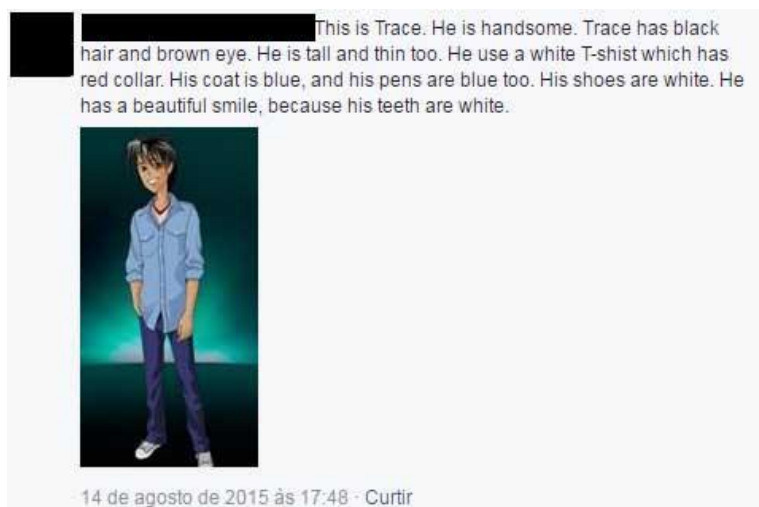 This is Trace. He is handsome. Trace has black
hair and brown eye. He is tall and thin too. He use a white T-shist which has
red collar. His coat is blue, and his pens are blue too. His shoes are white. He
has a beautiful smile, because his teeth are white.
14 de agosto de 2015 às 17:48 · Curtir